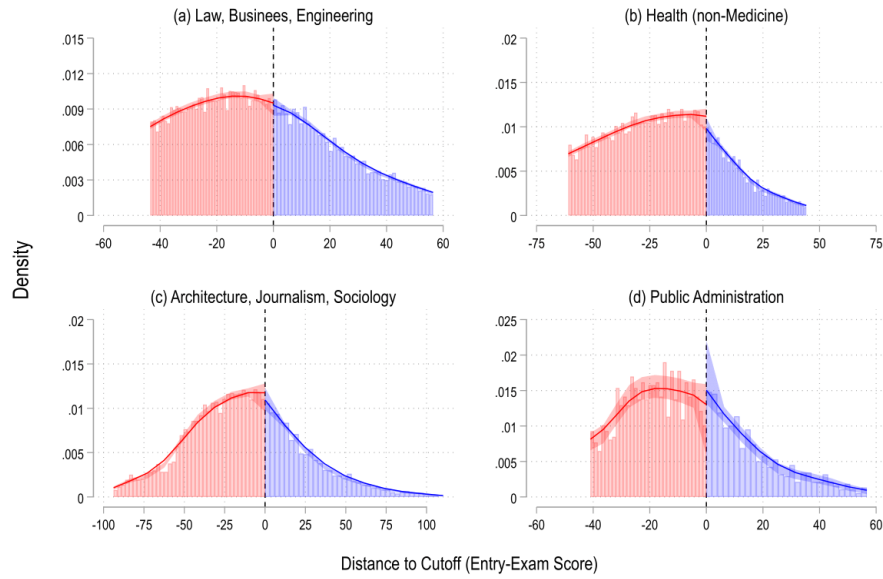 (a) Law, Businees, Engineering
.015
.012
.009
.006
.003
0
-60 -40 -20 0 20 40 60
(b) Health (non-Medicine)
.02
.015
.01
.005
0
-75 -50 -25 0 25 50 75
Density
(c) Architecture, Journalism, Sociology
.02
.015
.01
.005
0
-100 -75 -50 -25 0 25 50 75 100
(d) Public Administration
.025
.02
.015
.01
.005
0
-60 -40 -20 0 20 40 60
Distance to Cutoff (Entry-Exam Score)